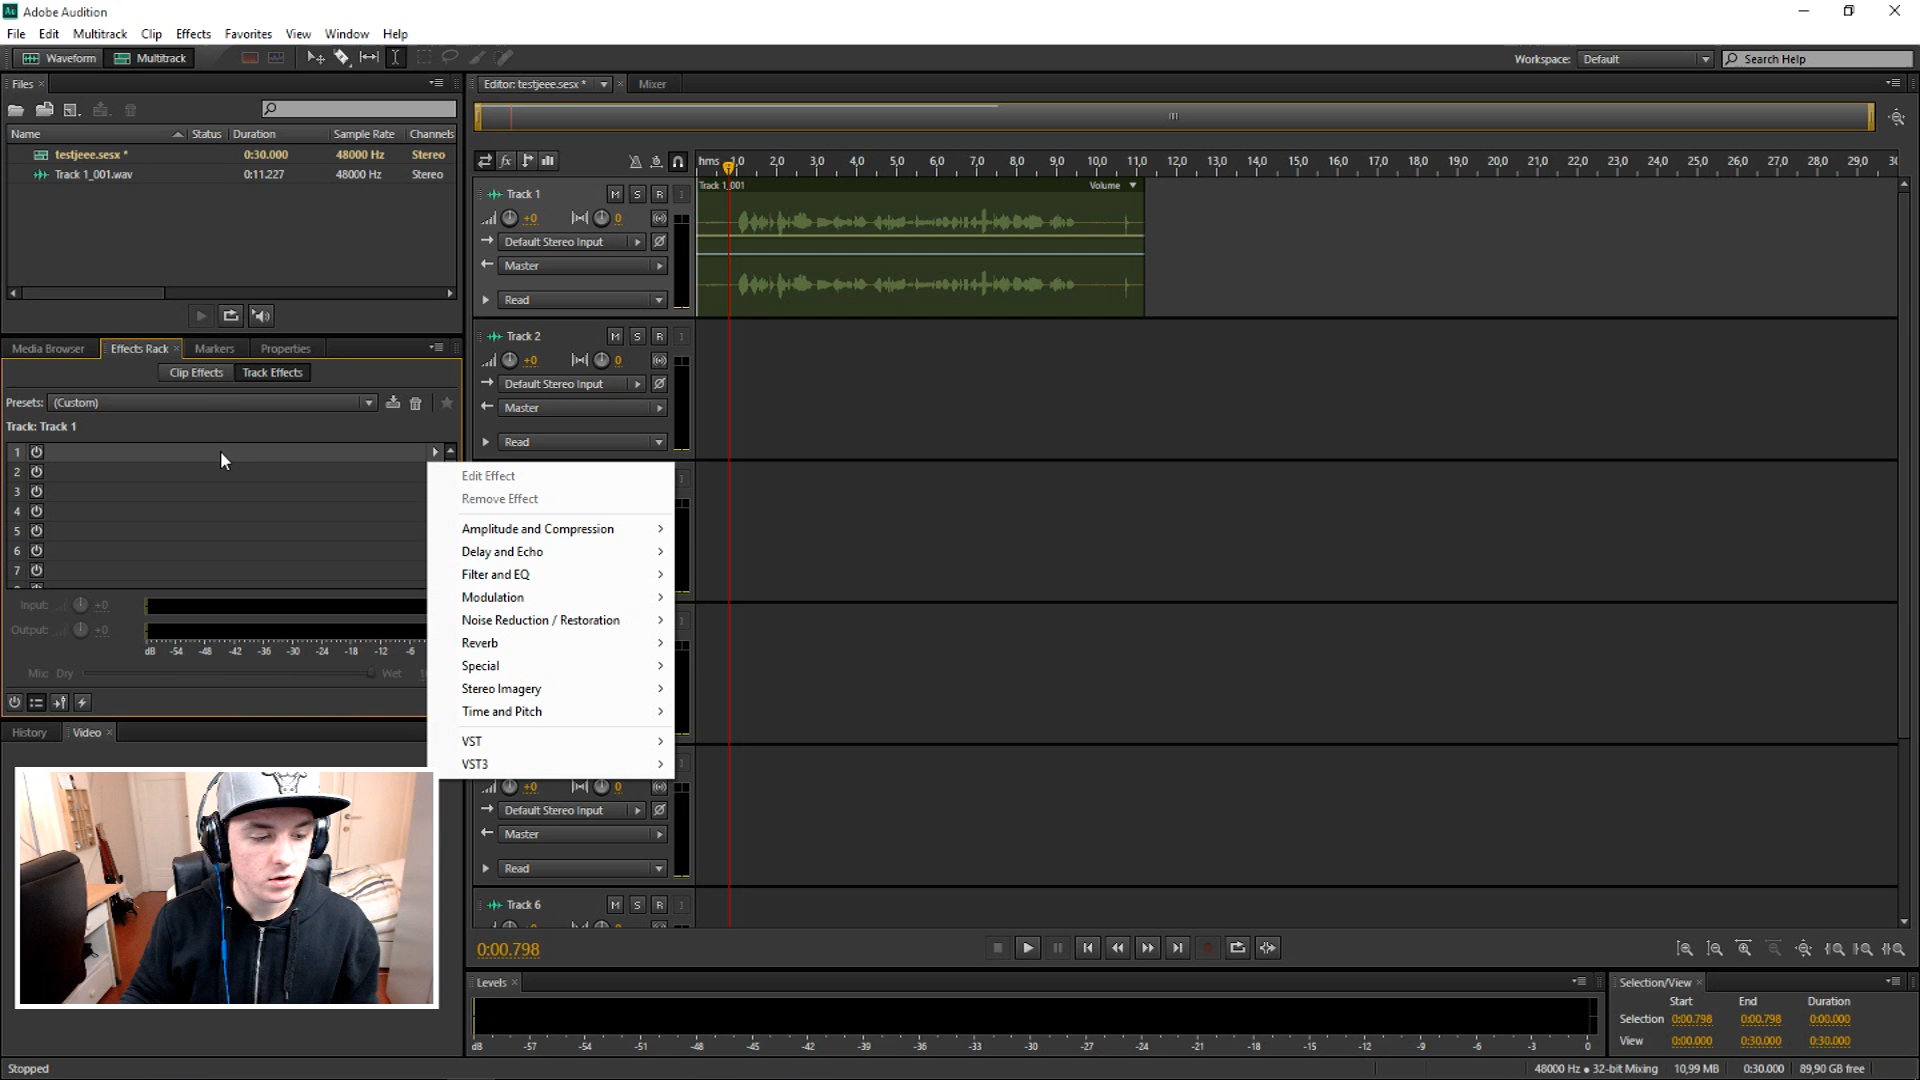 Au Adobe Audition
File Edit Multitrack Clip Effects Favorites View Window Help
Waveform Multitrack
Workspace: Default
Search Help
Files
Name Status Duration Sample Rate Channels
testjeee.sesx * 0:30.000 48000 Hz Stereo
Track 1_001.wav 0:11.227 48000 Hz Stereo
Media Browser Effects Rack Markers Properties
Clip Effects Track Effects
Presets: (Custom)
Track: Track 1
1
2
3
4
5
6
7
Input: +0
Output: +0
dB -54 -48 -42 -36 -30 -24 -18 -12 -6
Mix: Dry Wet
History Video
Edit Effect
Remove Effect
Amplitude and Compression
Delay and Echo
Filter and EQ
Modulation
Noise Reduction / Restoration
Reverb
Special
Stereo Imagery
Time and Pitch
VST
VST3
Editor: testjeee.sesx * Mixer
fx
hms 1,0 2,0 3,0 4,0 5,0 6,0 7,0 8,0 9,0 10,0 11,0 12,0 13,0 14,0 15,0 16,0 17,0 18,0 19,0 20,0 21,0 22,0 23,0 24,0 25,0 26,0 27,0 28,0 29,0 30
Track 1 M S R I
+0 0
Default Stereo Input
Master
Read
Track 1_001 Volume
Track 2 M S R I
+0 0
Default Stereo Input
Master
Read
+0 0
Default Stereo Input
Master
Read
Track 6 M S R I
0:00.798
Levels
dB -57 -54 -51 -48 -45 -42 -39 -36 -33 -30 -27 -24 -21 -18 -15 -12 -9 -6 -3 0
Selection/View
Start End Duration
Selection 0:00.798 0:00.798 0:00.000
View 0:00.000 0:30.000 0:30.000
Stopped
48000 Hz • 32-bit Mixing 10,99 MB 0:30.000 89,90 GB free